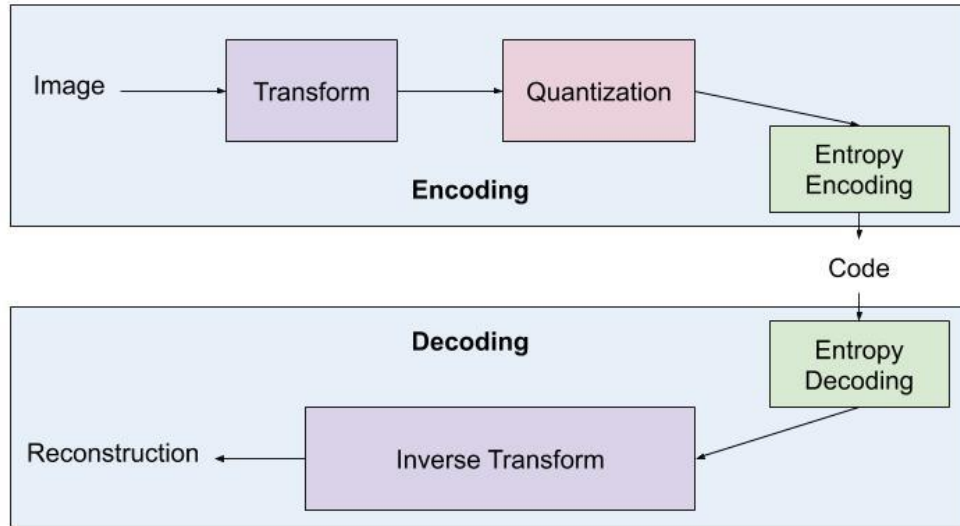 Image
Transform
Quantization
Entropy
Encoding
Encoding
Code
Decoding
Entropy
Decoding
Inverse Transform
Reconstruction